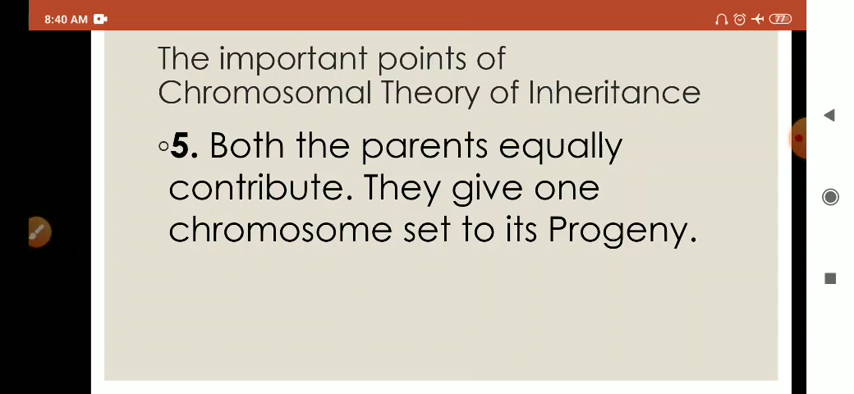 8:40 AM
77
The important points of
Chromosomal Theory of Inheritance
5. Both the parents equally
contribute. They give one
chromosome set to its Progeny.